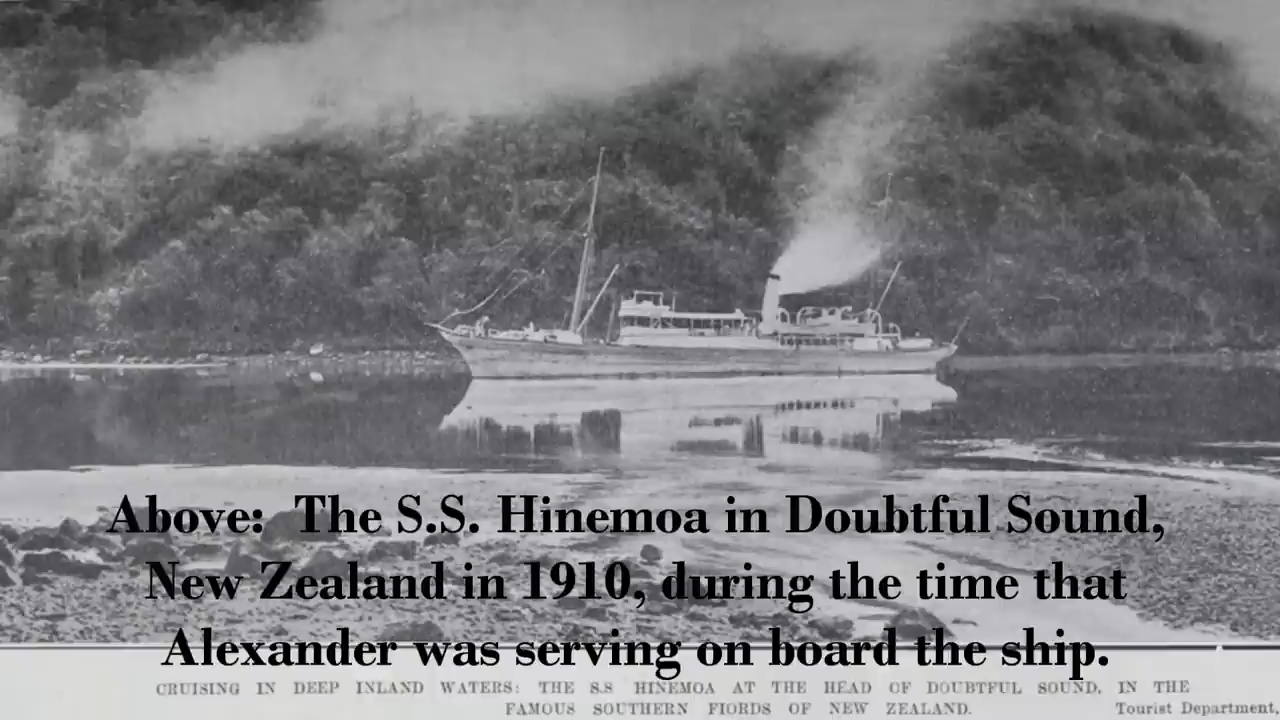 Above: The S.S. Hinemoa in Doubtful Sound,
New Zealand in 1910, during the time that
Alexander was serving on board the ship.
CRUISING IN DEEP INLAND WATERS: THE S.S HINEMOA AT THE HEAD OF DOUBTFUL SOUND, IN THE
FAMOUS SOUTHERN FIORDS OF NEW ZEALAND.
Tourist Department,